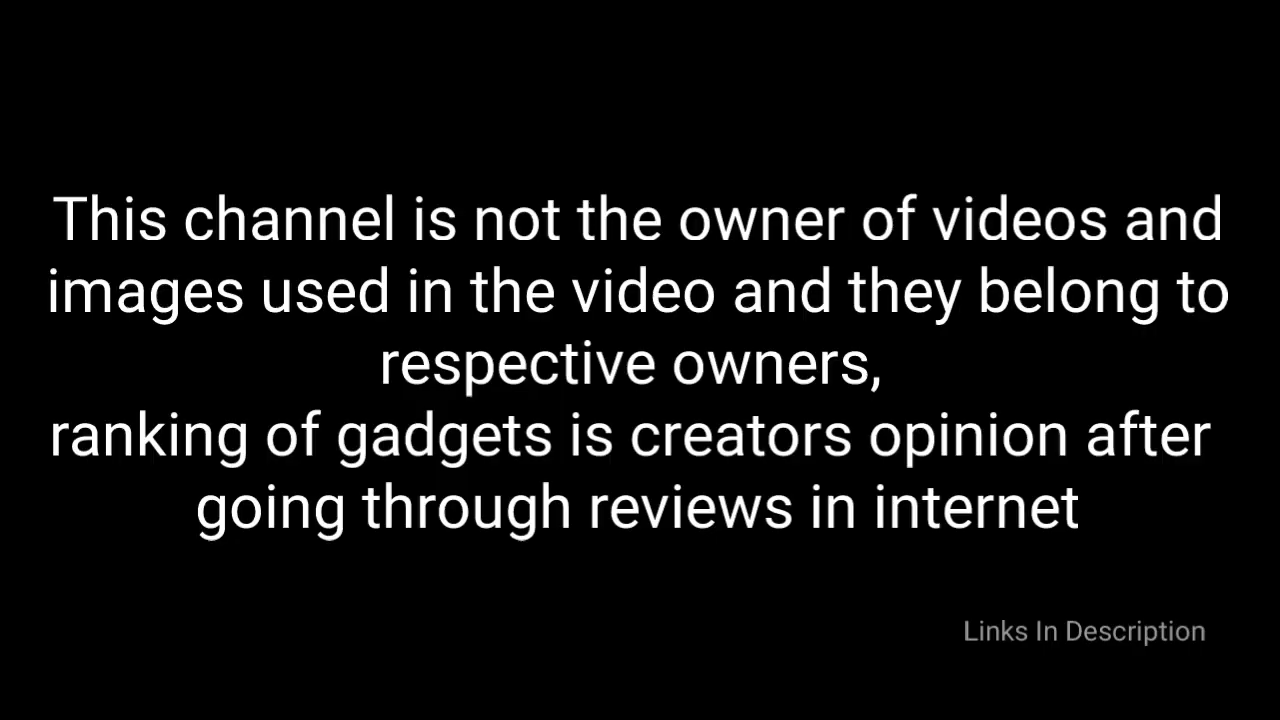 This channel is not the owner of videos and
images used in the video and they belong to
respective owners,
ranking of gadgets is creators opinion after
going through reviews in internet
Links In Description